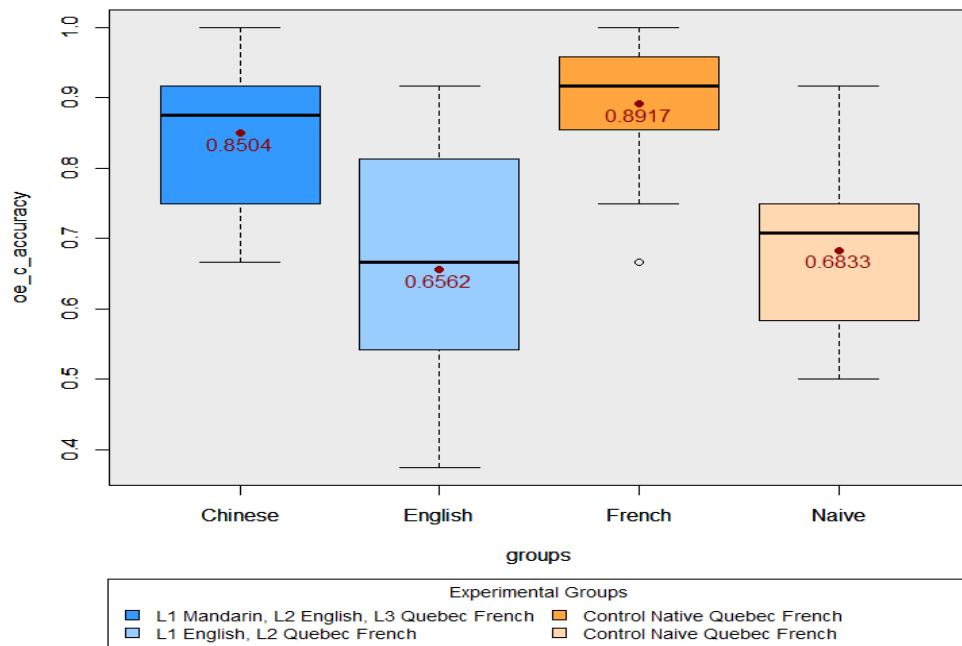 oe_c_accuracy
1.0
0.9
0.8
0.7
0.6
0.5
0.4
0.8504
0.6562
0.8917
0.6833
Chinese English French Naive
groups
Experimental Groups
L1 Mandarin, L2 English, L3 Quebec French Control Native Quebec French
L1 English, L2 Quebec French Control Naive Quebec French